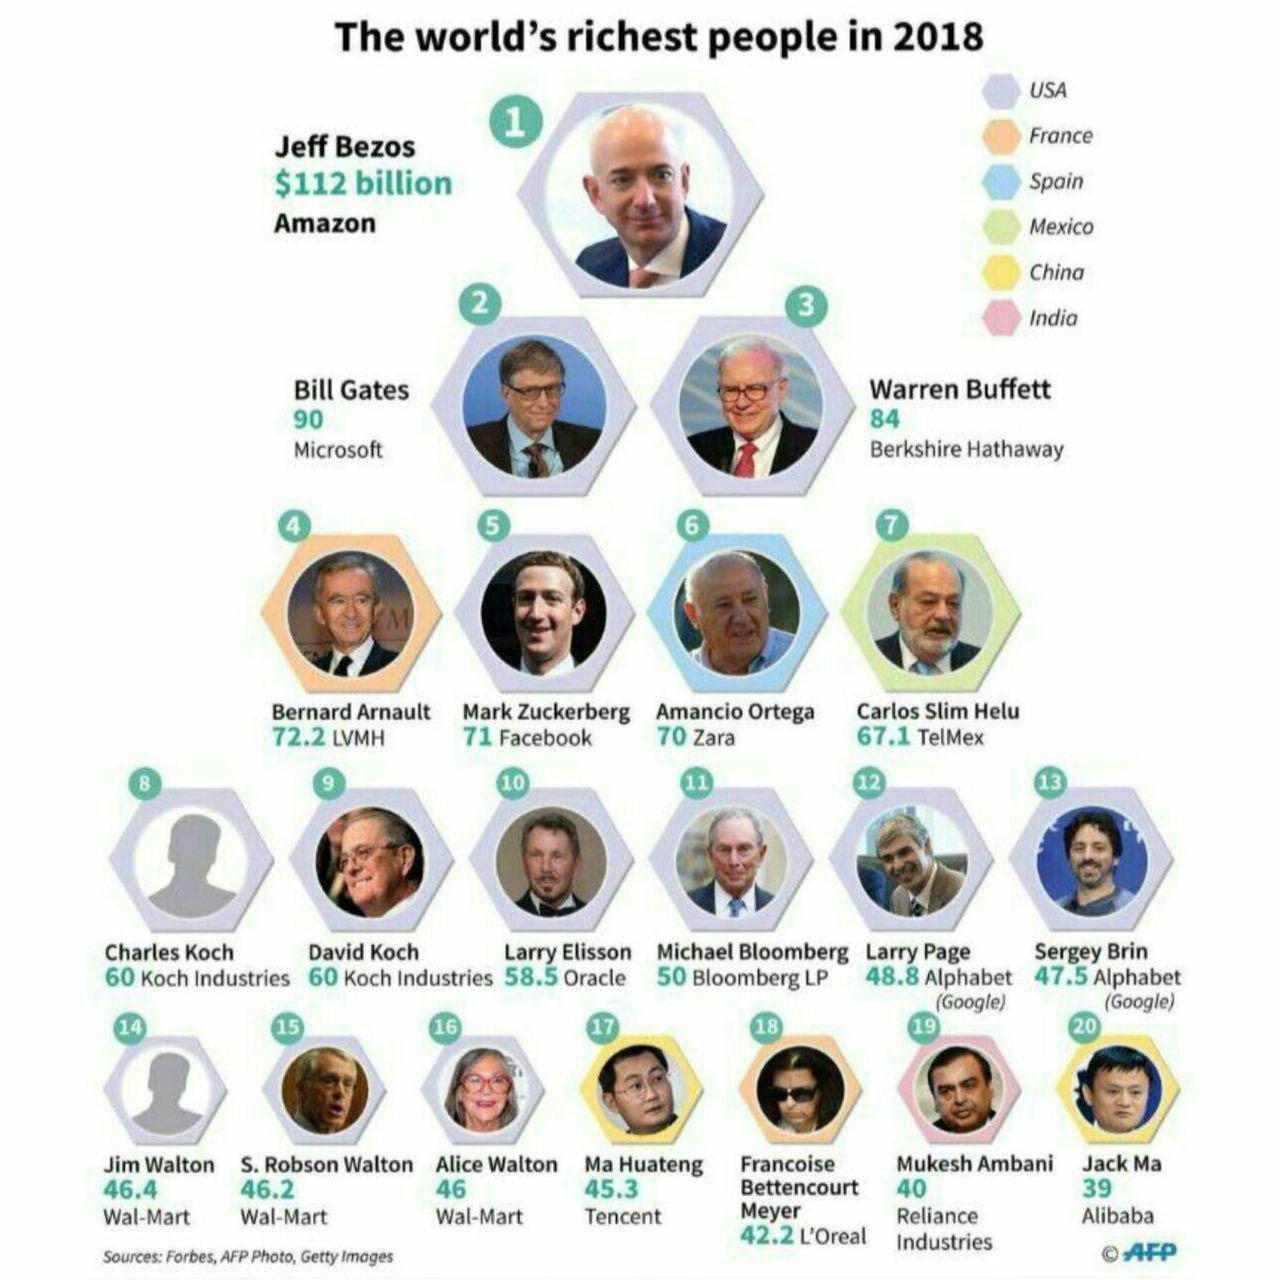 The world's richest people in 2018
USA
France
Spain
Mexico
China
India
1
Jeff Bezos
$112 billion
Amazon
2
Bill Gates
90
Microsoft
3
Warren Buffett
84
Berkshire Hathaway
4
Bernard Arnault
72.2 LVMH
5
Mark Zuckerberg
71 Facebook
6
Amancio Ortega
70 Zara
7
Carlos Slim Helu
67.1 TelMex
8
Charles Koch
60 Koch Industries
9
David Koch
60 Koch Industries
10
Larry Elisson
58.5 Oracle
11
Michael Bloomberg
50 Bloomberg LP
12
Larry Page
48.8 Alphabet
(Google)
13
Sergey Brin
47.5 Alphabet
(Google)
14
Jim Walton
46.4
Wal-Mart
15
S. Robson Walton
46.2
Wal-Mart
16
Alice Walton
46
Wal-Mart
17
Ma Huateng
45.3
Tencent
18
Francoise
Bettencourt
Meyer
42.2 L'Oreal
19
Mukesh Ambani
40
Reliance
Industries
20
Jack Ma
39
Alibaba
Sources: Forbes, AFP Photo, Getty Images
© AFP